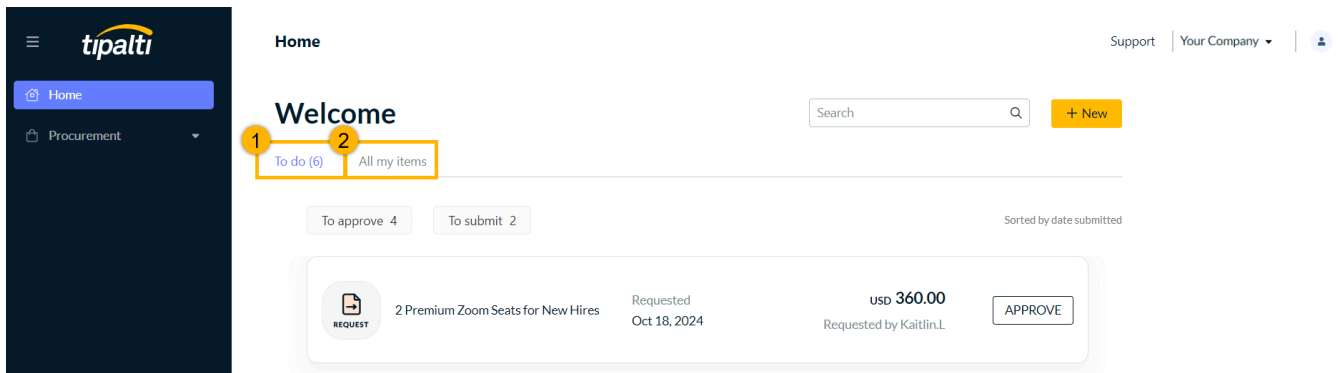 tipalti
Home
Procurement
Home
Support
Your Company
Welcome
Search
+ New
1
2
To do (6)
All my items
To approve 4
To submit 2
Sorted by date submitted
REQUEST
2 Premium Zoom Seats for New Hires
Requested
Oct 18, 2024
USD 360.00
Requested by Kaitlin.L
APPROVE